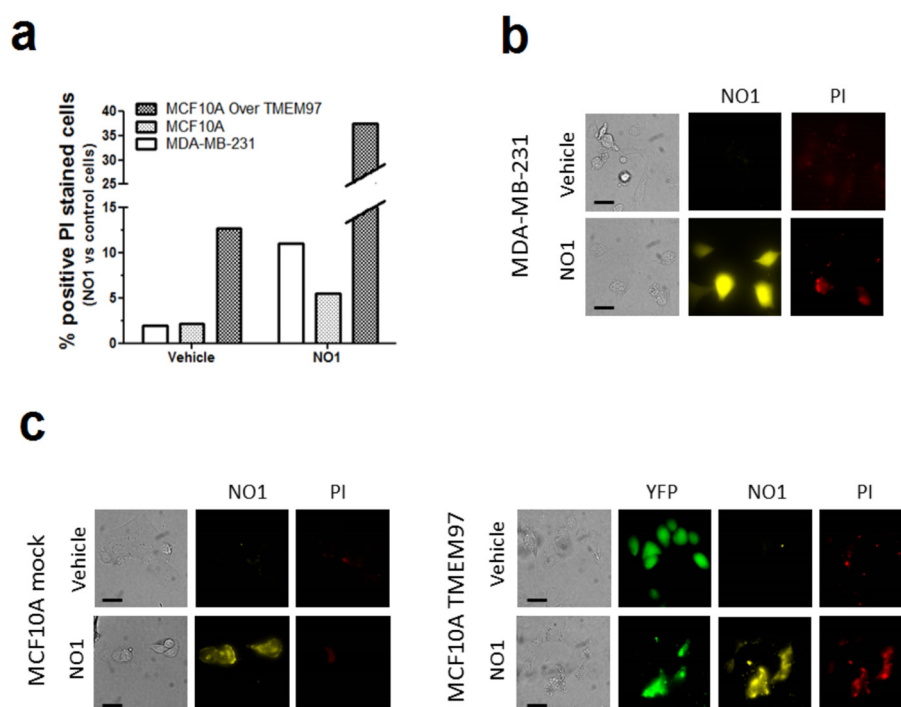 a
% positive PI stained cells
(NO1 vs control cells)
40
35
30
25
15
10
5
0
MCF10A Over TMEM97
MCF10A
MDA-MB-231
Vehicle NO1
b
NO1 PI
MDA-MB-231
Vehicle
NO1
c
NO1 PI
MCF10A mock
Vehicle
NO1
YFP NO1 PI
MCF10A TMEM97
Vehicle
NO1